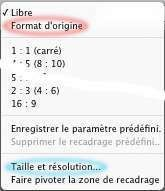 ✓Libre
Format d'origine
1 : 1 (carré)
: 5 (8 : 10)
5 :
2 : 3 (4 : 6)
16 : 9
Enregistrer le paramètre prédéfini.
Supprimer le recadrage prédéfini..
Taille et résolution...
Faire pivoter la zone de recadrage